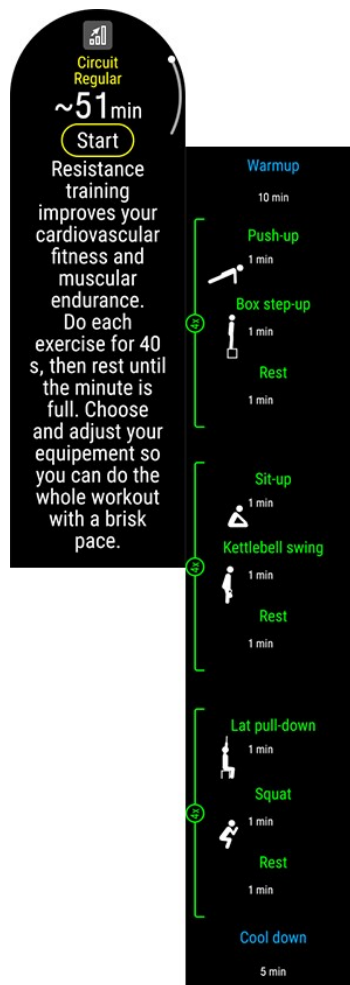 Circuit
Regular
~51min
Start
Resistance
training
improves your
cardiovascular
fitness and
muscular
endurance.
Do each
exercise for 40
s, then rest until
the minute is
full. Choose
and adjust your
equipement so
you can do the
whole workout
with a brisk
pace.
Warmup
10 min
Push-up
1 min
4x
Box step-up
1 min
Rest
1 min
Sit-up
1 min
4x
Kettlebell swing
1 min
Rest
1 min
Lat pull-down
1 min
4x
Squat
1 min
Rest
1 min
Cool down
5 min